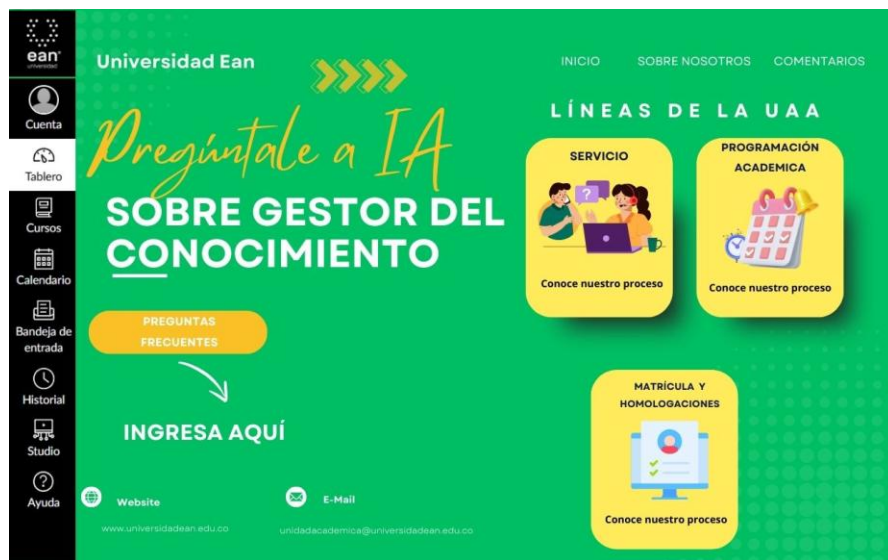 ean
universidad
Cuenta
Tablero
Cursos
Calendario
Bandeja de
entrada
Historial
Studio
Ayuda
Universidad Ean
INICIO
SOBRE NOSOTROS
COMENTARIOS
Pregúntale a IA
SOBRE GESTOR DEL
CONOCIMIENTO
PREGUNTAS
FRECUENTES
INGRESA AQUÍ
Website
www.universidadean.edu.co
E-Mail
unidadacademica@universidadean.edu.co
LÍNEAS DE LA UAA
SERVICIO
?
Conoce nuestro proceso
PROGRAMACIÓN
ACADEMICA
Conoce nuestro proceso
MATRÍCULA Y
HOMOLOGACIONES
Conoce nuestro proceso